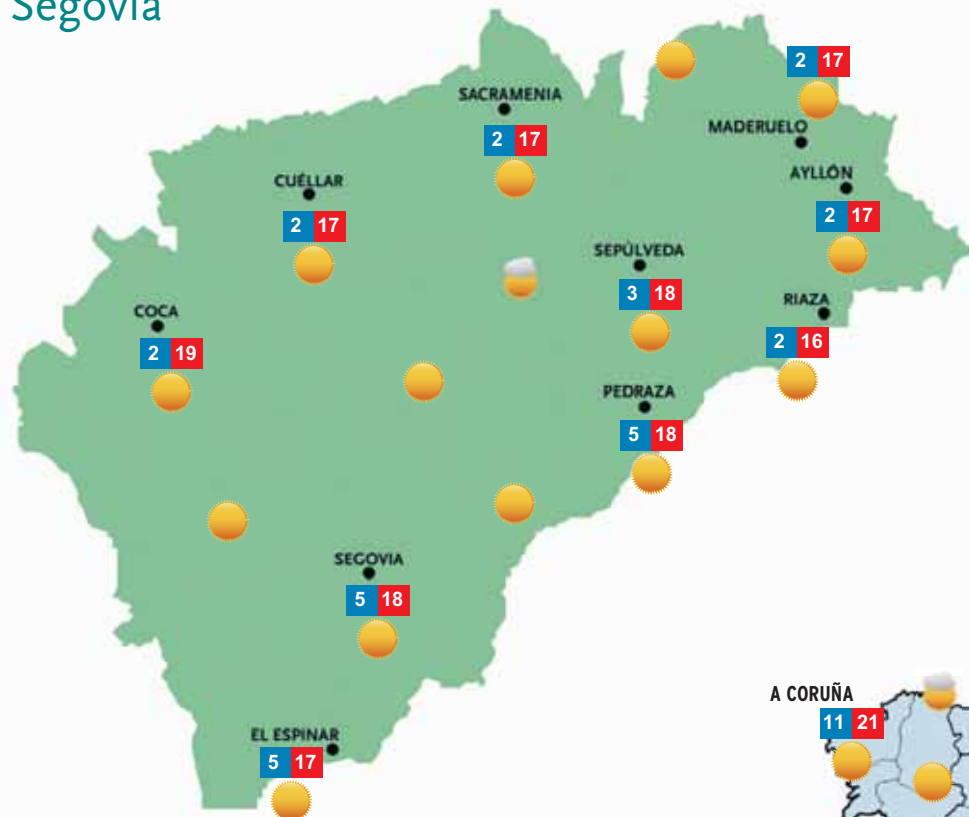 Segovia
2 17
SACRAMENIA
MADERUELO
2 17
AYLLÓN
CUÉLLAR
2 17
2 17
SEPÚLVEDA
3 18
RIAZA
COCA
2 16
2 19
PEDRAZA
5 18
SEGOVIA
5 18
A CORUÑA
11 21
EL ESPINAR
5 17